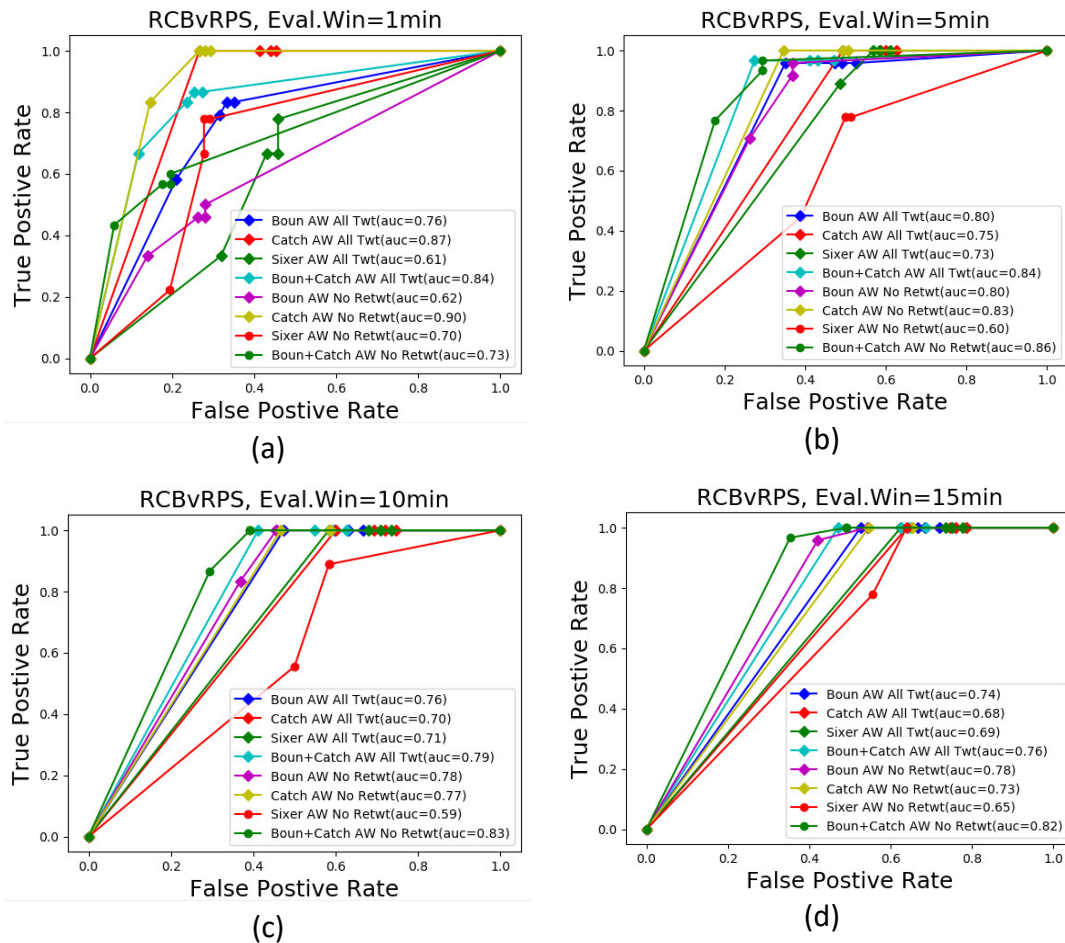 RCBvRPS, Eval.Win=1min
True Postive Rate
1.0
0.8
0.6
0.4
0.2
0.0
Boun AW All Twt(auc=0.76)
Catch AW All Twt(auc=0.87)
Sixer AW All Twt(auc=0.61)
Boun+Catch AW All Twt(auc=0.84)
Boun AW No Retwt(auc=0.62)
Catch AW No Retwt(auc=0.90)
Sixer AW No Retwt(auc=0.70)
Boun+Catch AW No Retwt(auc=0.73)
0.0 0.2 0.4 0.6 0.8 1.0
False Postive Rate
(a)
RCBvRPS, Eval.Win=5min
True Postive Rate
1.0
0.8
0.6
0.4
0.2
0.0
Boun AW All Twt(auc=0.80)
Catch AW All Twt(auc=0.75)
Sixer AW All Twt(auc=0.73)
Boun+Catch AW All Twt(auc=0.84)
Boun AW No Retwt(auc=0.80)
Catch AW No Retwt(auc=0.83)
Sixer AW No Retwt(auc=0.60)
Boun+Catch AW No Retwt(auc=0.86)
0.0 0.2 0.4 0.6 0.8 1.0
False Postive Rate
(b)
RCBvRPS, Eval.Win=10min
True Postive Rate
1.0
0.8
0.6
0.4
0.2
0.0
Boun AW All Twt(auc=0.76)
Catch AW All Twt(auc=0.70)
Sixer AW All Twt(auc=0.71)
Boun+Catch AW All Twt(auc=0.79)
Boun AW No Retwt(auc=0.78)
Catch AW No Retwt(auc=0.77)
Sixer AW No Retwt(auc=0.59)
Boun+Catch AW No Retwt(auc=0.83)
0.0 0.2 0.4 0.6 0.8 1.0
False Postive Rate
(c)
RCBvRPS, Eval.Win=15min
True Postive Rate
1.0
0.8
0.6
0.4
0.2
0.0
Boun AW All Twt(auc=0.74)
Catch AW All Twt(auc=0.68)
Sixer AW All Twt(auc=0.69)
Boun+Catch AW All Twt(auc=0.76)
Boun AW No Retwt(auc=0.78)
Catch AW No Retwt(auc=0.73)
Sixer AW No Retwt(auc=0.65)
Boun+Catch AW No Retwt(auc=0.82)
0.0 0.2 0.4 0.6 0.8 1.0
False Postive Rate
(d)